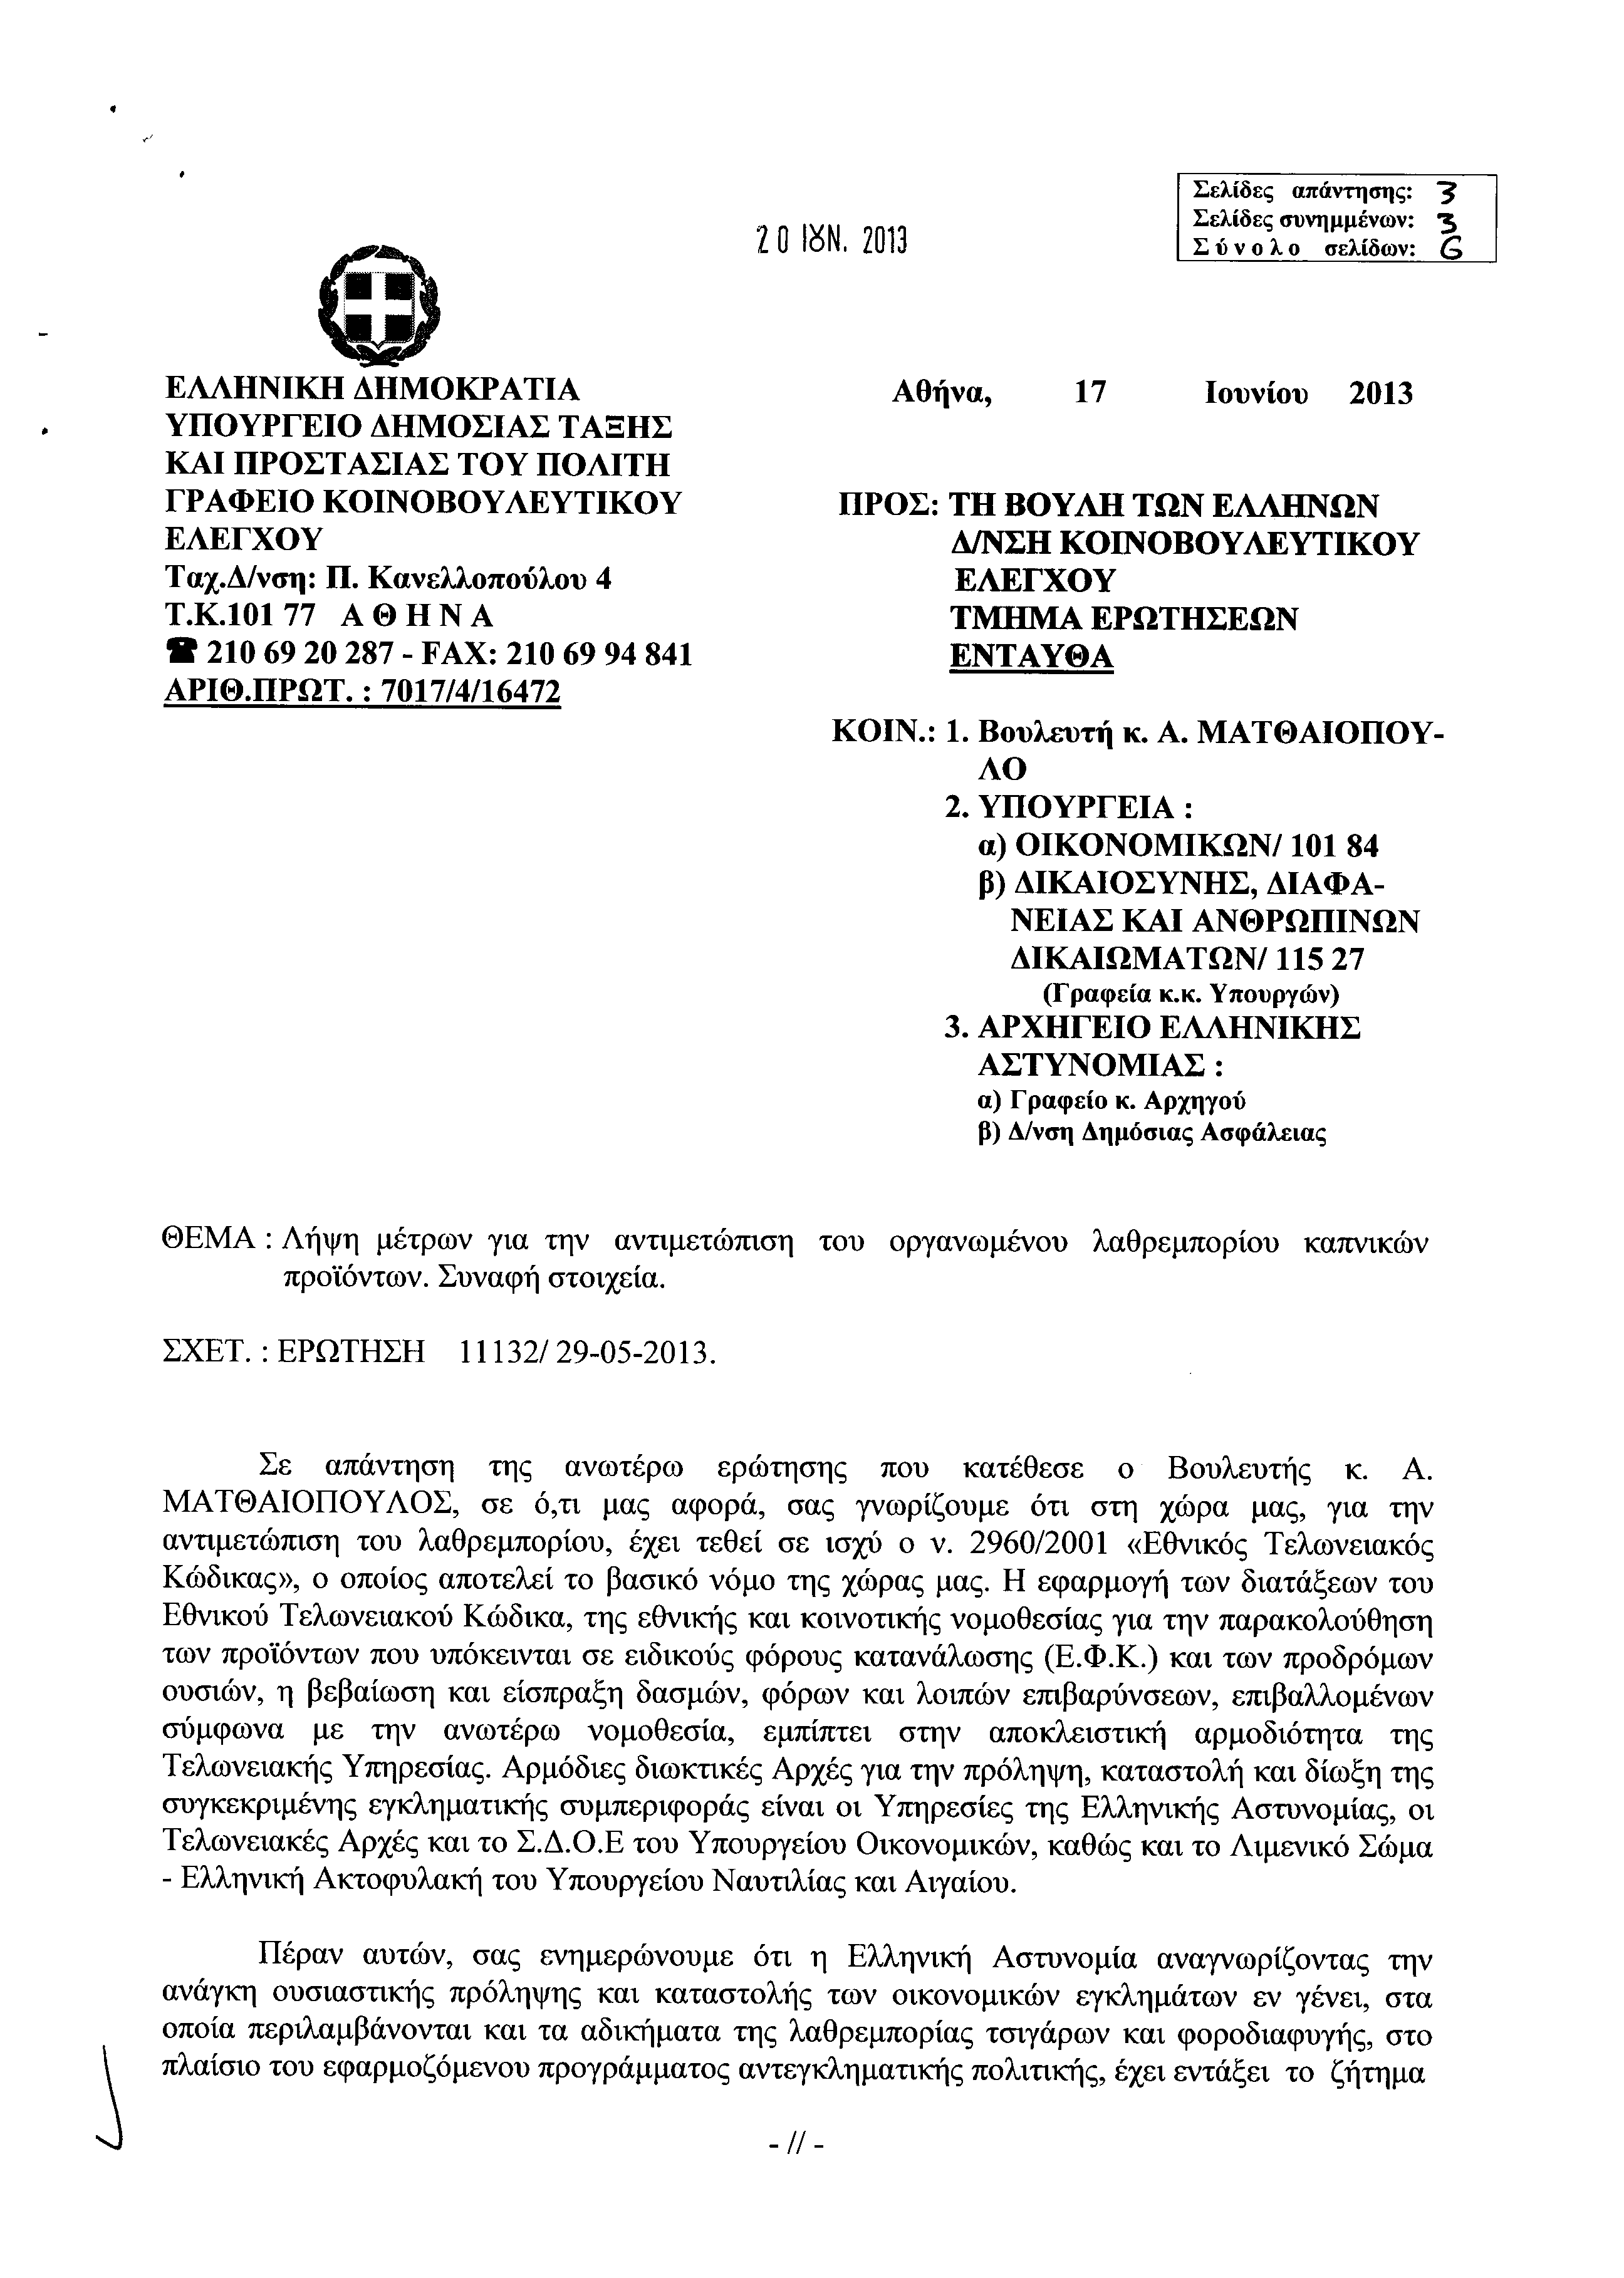 Σελίδες απάντησης: 3
Σελίδες συνημμένων: 3
Σύνολο σελίδων: 6
20 ΙΟΥΝ. 2013
ΕΛΛΗΝΙΚΗ ΔΗΜΟΚΡΑΤΙΑ
ΥΠΟΥΡΓΕΙΟ ΔΗΜΟΣΙΑΣ ΤΑΞΗΣ
ΚΑΙ ΠΡΟΣΤΑΣΙΑΣ ΤΟΥ ΠΟΛΙΤΗ
ΓΡΑΦΕΙΟ ΚΟΙΝΟΒΟΥΛΕΥΤΙΚΟΥ
ΕΛΕΓΧΟΥ
Ταχ.Δ/νση: Π. Κανελλοπούλου 4
Τ.Κ.101 77 Α Θ Η Ν Α
☎ 210 69 20 287 - FAX: 210 69 94 841
ΑΡΙΘ.ΠΡΩΤ. : 7017/4/16472
Αθήνα, 17 Ιουνίου 2013
ΠΡΟΣ: ΤΗ ΒΟΥΛΗ ΤΩΝ ΕΛΛΗΝΩΝ
Δ/ΝΣΗ ΚΟΙΝΟΒΟΥΛΕΥΤΙΚΟΥ
ΕΛΕΓΧΟΥ
ΤΜΗΜΑ ΕΡΩΤΗΣΕΩΝ
ΕΝΤΑΥΘΑ
ΚΟΙΝ.: 1. Βουλευτή κ. Α. ΜΑΤΘΑΙΟΠΟΥ-
ΛΟ
2. ΥΠΟΥΡΓΕΙΑ :
α) ΟΙΚΟΝΟΜΙΚΩΝ/ 101 84
β) ΔΙΚΑΙΟΣΥΝΗΣ, ΔΙΑΦΑ-
ΝΕΙΑΣ ΚΑΙ ΑΝΘΡΩΠΙΝΩΝ
ΔΙΚΑΙΩΜΑΤΩΝ/ 115 27
(Γραφεία κ.κ. Υπουργών)
3. ΑΡΧΗΓΕΙΟ ΕΛΛΗΝΙΚΗΣ
ΑΣΤΥΝΟΜΙΑΣ :
α) Γραφείο κ. Αρχηγού
β) Δ/νση Δημόσιας Ασφάλειας
ΘΕΜΑ : Λήψη μέτρων για την αντιμετώπιση του οργανωμένου λαθρεμπορίου καπνικών
προϊόντων. Συναφή στοιχεία.
ΣΧΕΤ. : ΕΡΩΤΗΣΗ 11132/ 29-05-2013.
Σε απάντηση της ανωτέρω ερώτησης που κατέθεσε ο Βουλευτής κ. Α.
ΜΑΤΘΑΙΟΠΟΥΛΟΣ, σε ό,τι μας αφορά, σας γνωρίζουμε ότι στη χώρα μας, για την
αντιμετώπιση του λαθρεμπορίου, έχει τεθεί σε ισχύ ο ν. 2960/2001 «Εθνικός Τελωνειακός
Κώδικας», ο οποίος αποτελεί το βασικό νόμο της χώρας μας. Η εφαρμογή των διατάξεων του
Εθνικού Τελωνειακού Κώδικα, της εθνικής και κοινοτικής νομοθεσίας για την παρακολούθηση
των προϊόντων που υπόκεινται σε ειδικούς φόρους κατανάλωσης (Ε.Φ.Κ.) και των προδρόμων
ουσιών, η βεβαίωση και είσπραξη δασμών, φόρων και λοιπών επιβαρύνσεων, επιβαλλομένων
σύμφωνα με την ανωτέρω νομοθεσία, εμπίπτει στην αποκλειστική αρμοδιότητα της
Τελωνειακής Υπηρεσίας. Αρμόδιες διωκτικές Αρχές για την πρόληψη, καταστολή και δίωξη της
συγκεκριμένης εγκληματικής συμπεριφοράς είναι οι Υπηρεσίες της Ελληνικής Αστυνομίας, οι
Τελωνειακές Αρχές και το Σ.Δ.Ο.Ε του Υπουργείου Οικονομικών, καθώς και το Λιμενικό Σώμα
- Ελληνική Ακτοφυλακή του Υπουργείου Ναυτιλίας και Αιγαίου.
Πέραν αυτών, σας ενημερώνουμε ότι η Ελληνική Αστυνομία αναγνωρίζοντας την
ανάγκη ουσιαστικής πρόληψης και καταστολής των οικονομικών εγκλημάτων εν γένει, στα
οποία περιλαμβάνονται και τα αδικήματα της λαθρεμπορίας τσιγάρων και φοροδιαφυγής, στο
πλαίσιο του εφαρμοζόμενου προγράμματος αντεγκληματικής πολιτικής, έχει εντάξει το ζήτημα
- // -